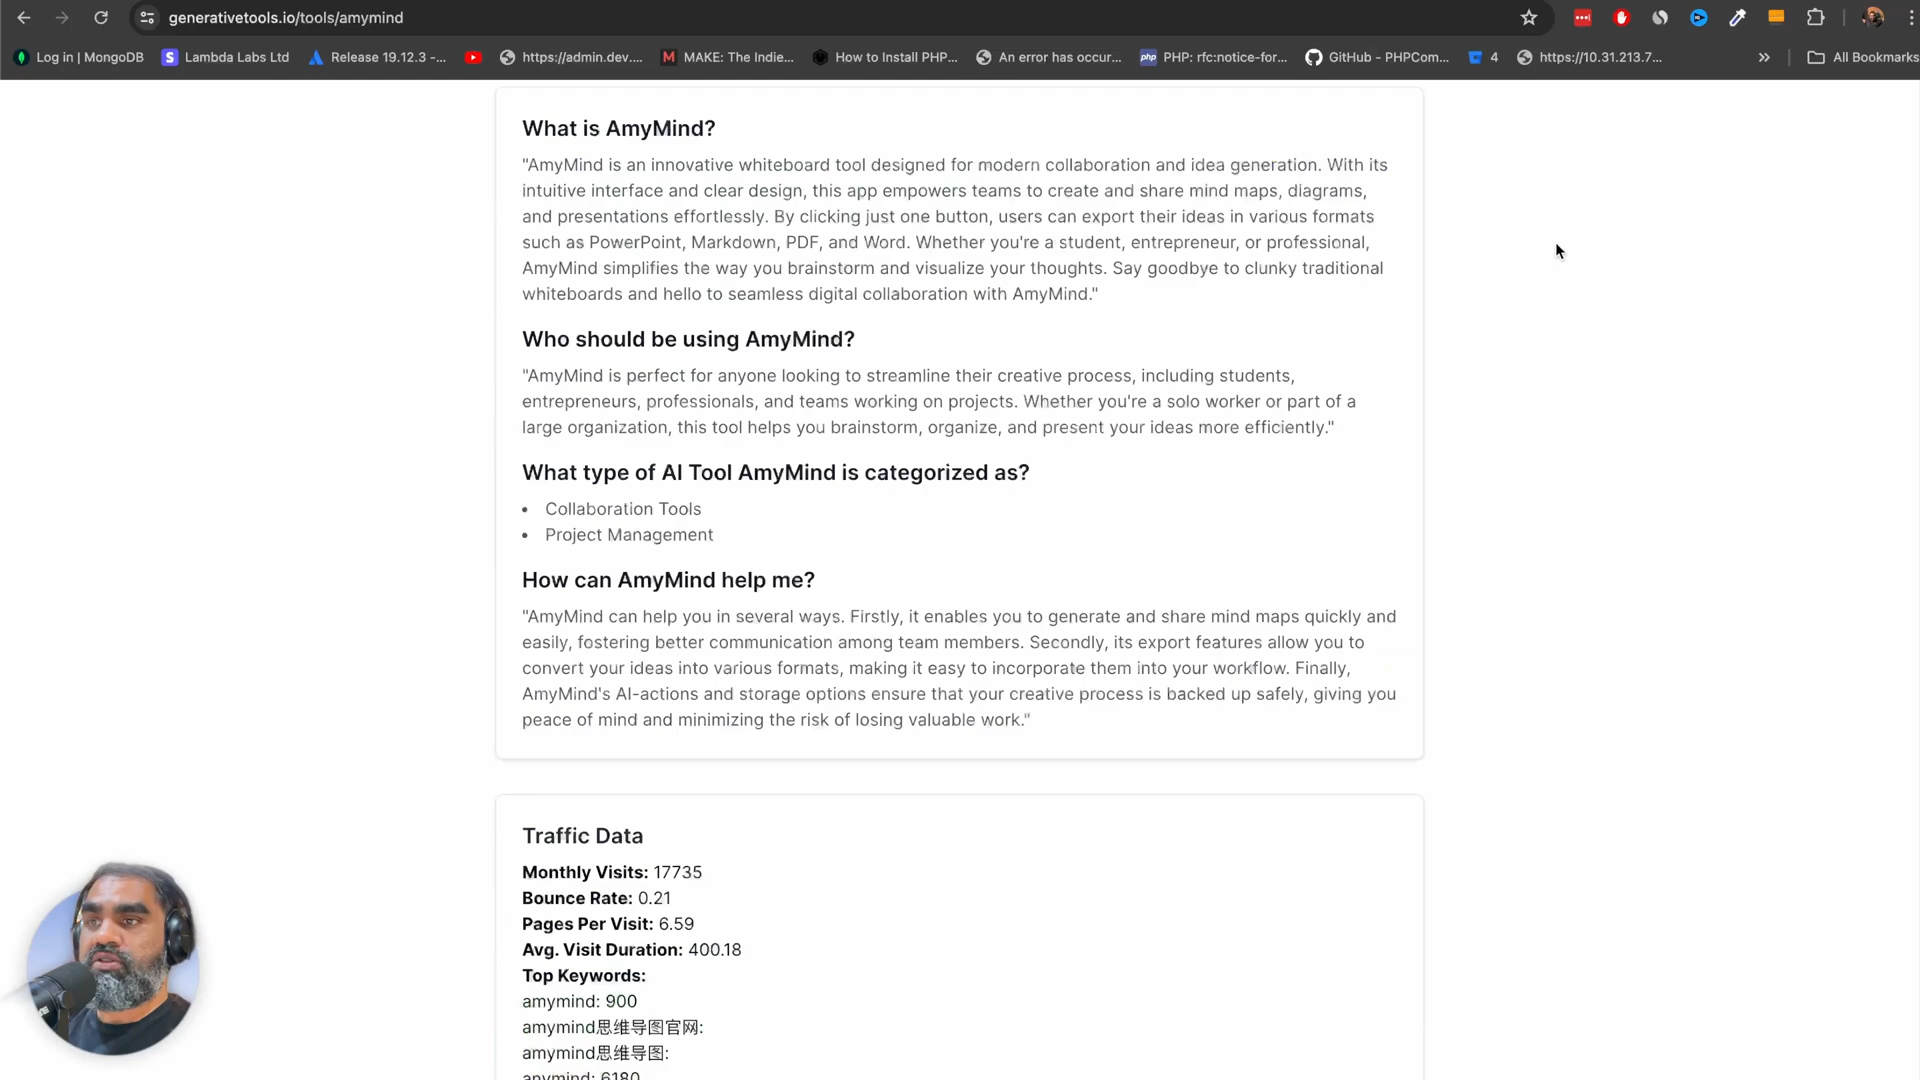 generativetools.io/tools/amymind
Log in | MongoDB
Lambda Labs Ltd
Release 19.12.3 -...
https://admin.dev....
MAKE: The Indie...
How to Install PHP...
An error has occur...
php
PHP: rfc:notice-for...
GitHub - PHPCom...
4
https://10.31.213.7...
All Bookmarks
What is AmyMind?
"AmyMind is an innovative whiteboard tool designed for modern collaboration and idea generation. With its
intuitive interface and clear design, this app empowers teams to create and share mind maps, diagrams,
and presentations effortlessly. By clicking just one button, users can export their ideas in various formats
such as PowerPoint, Markdown, PDF, and Word. Whether you're a student, entrepreneur, or professional,
AmyMind simplifies the way you brainstorm and visualize your thoughts. Say goodbye to clunky traditional
whiteboards and hello to seamless digital collaboration with AmyMind."
Who should be using AmyMind?
"AmyMind is perfect for anyone looking to streamline their creative process, including students,
entrepreneurs, professionals, and teams working on projects. Whether you're a solo worker or part of a
large organization, this tool helps you brainstorm, organize, and present your ideas more efficiently."
What type of AI Tool AmyMind is categorized as?
• Collaboration Tools
• Project Management
How can AmyMind help me?
"AmyMind can help you in several ways. Firstly, it enables you to generate and share mind maps quickly and
easily, fostering better communication among team members. Secondly, its export features allow you to
convert your ideas into various formats, making it easy to incorporate them into your workflow. Finally,
AmyMind's AI-actions and storage options ensure that your creative process is backed up safely, giving you
peace of mind and minimizing the risk of losing valuable work."
Traffic Data
Monthly Visits: 17735
Bounce Rate: 0.21
Pages Per Visit: 6.59
Avg. Visit Duration: 400.18
Top Keywords:
amymind: 900
amymind思维导图官网:
amymind思维导图:
anymind: 6180